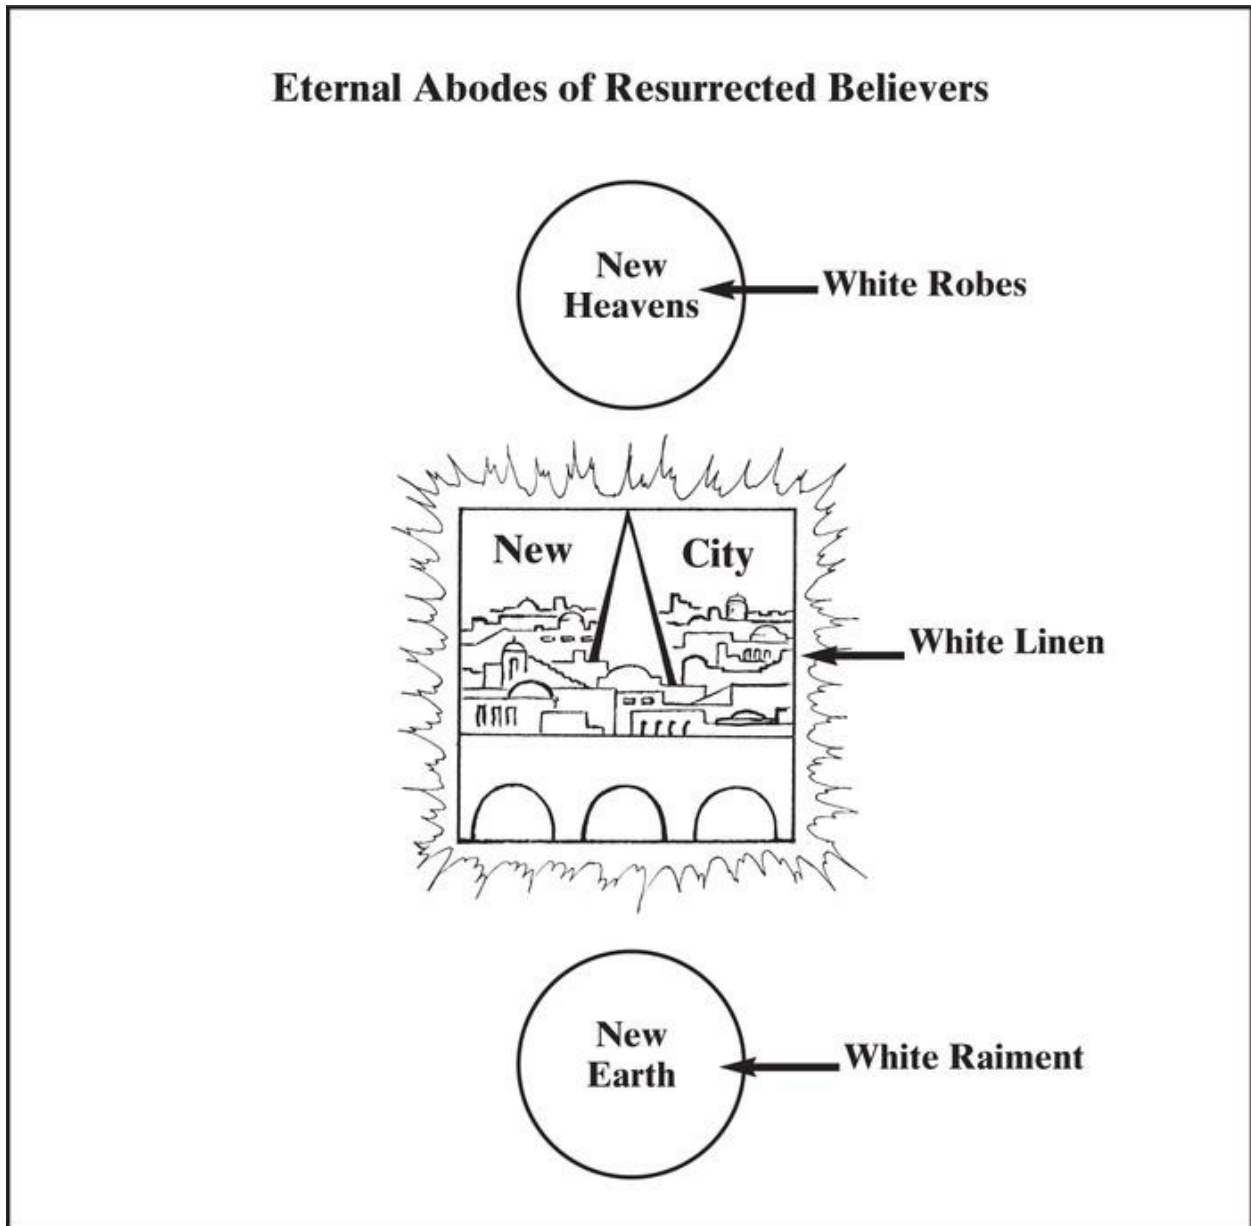 Eternal Abodes of Resurrected Believers
New
Heavens
White Robes
New City
White Linen
New
Earth
White Raiment